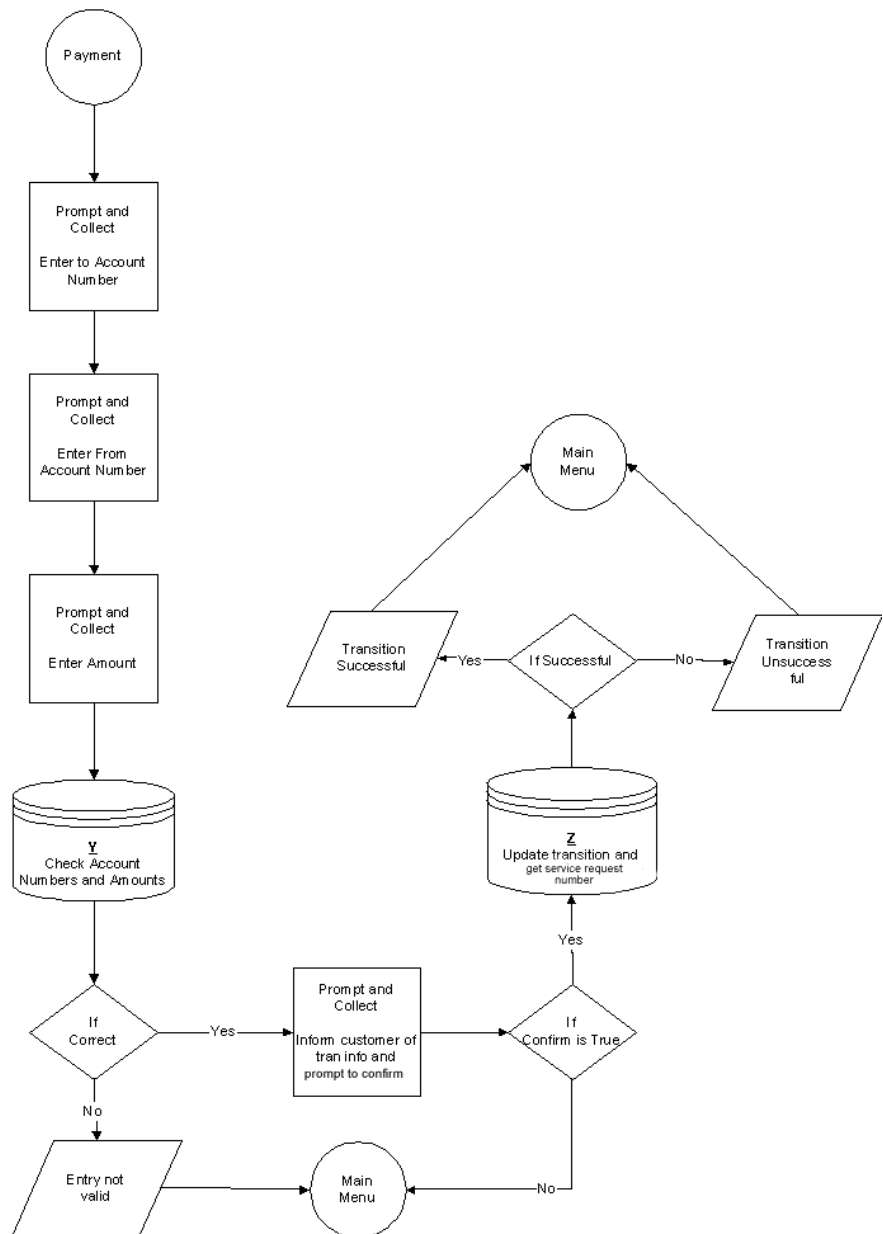 Payment
Prompt and
Collect
Enter to Account
Number
Prompt and
Collect
Enter From
Account Number
Prompt and
Collect
Enter Amount
Y
Check Account
Numbers and Amounts
If
Correct
Yes
No
Entry not
valid
Prompt and
Collect
Inform customer of
tran info and
prompt to confirm
If
Confirm is True
Yes
No
Main
Menu
Z
Update transition and
get service request
number
If Successful
Yes
No
Transition
Successful
Transition
Unsuccess
ful
Main
Menu